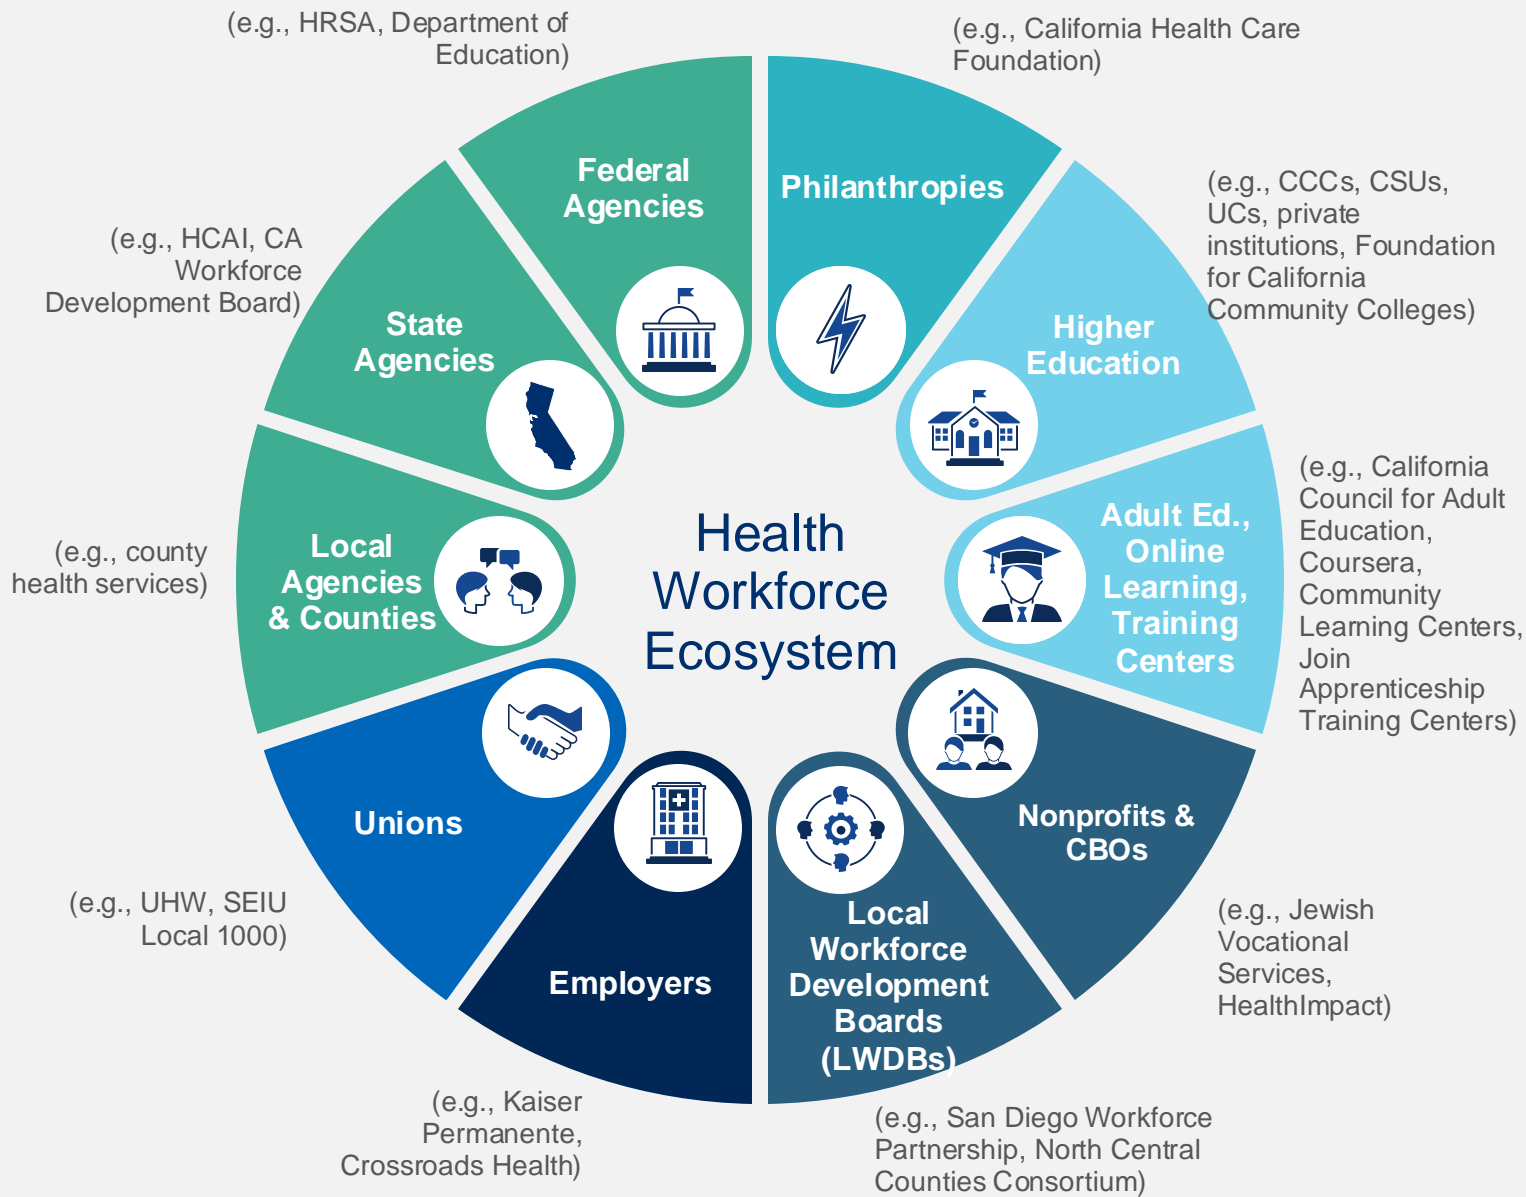 (e.g., HRSA, Department of
Education)
(e.g., California Health Care
Foundation)
Federal
Agencies
Philanthropies
(e.g., CCCs, CSUs,
UCs, private
institutions, Foundation
for California
Community Colleges)
(e.g., HCAI, CA
Workforce
Development Board)
State
Agencies
Higher
Education
(e.g., California
Council for Adult
Education,
Coursera,
Community
Learning Centers,
Join
Apprenticeship
Training Centers)
Adult Ed.,
Online
Learning,
Training
Centers
Health
Workforce
Ecosystem
Local
Agencies
& Counties
(e.g., county
health services)
Unions
Nonprofits &
CBOs
(e.g., UHW, SEIU
Local 1000)
Employers
Local
Workforce
Development
Boards
(LWDBs)
(e.g., Jewish
Vocational
Services,
HealthImpact)
(e.g., Kaiser
Permanente,
Crossroads Health)
(e.g., San Diego Workforce
Partnership, North Central
Counties Consortium)